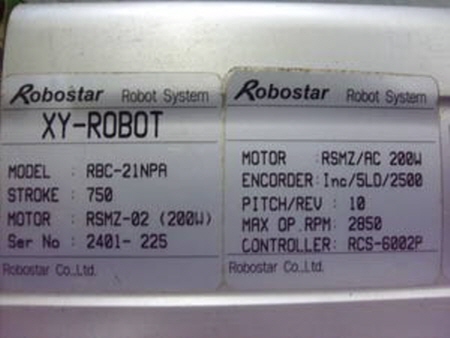 Robostar Robot System
XY-ROBOT
MODEL : RBC-21NPA
STROKE : 750
MOTOR : RSMZ-02 (200W)
Ser No : 2401- 225
Robostar Co.,Ltd.
Robostar Robot System
MOTOR :RSMZ/AC 200W
ENCORDER:Inc/5LD/2500
PITCH/REV : 10
MAX OP.RPM: 2850
CONTROLLER: RCS-6002P
Robostar Co.,Ltd.